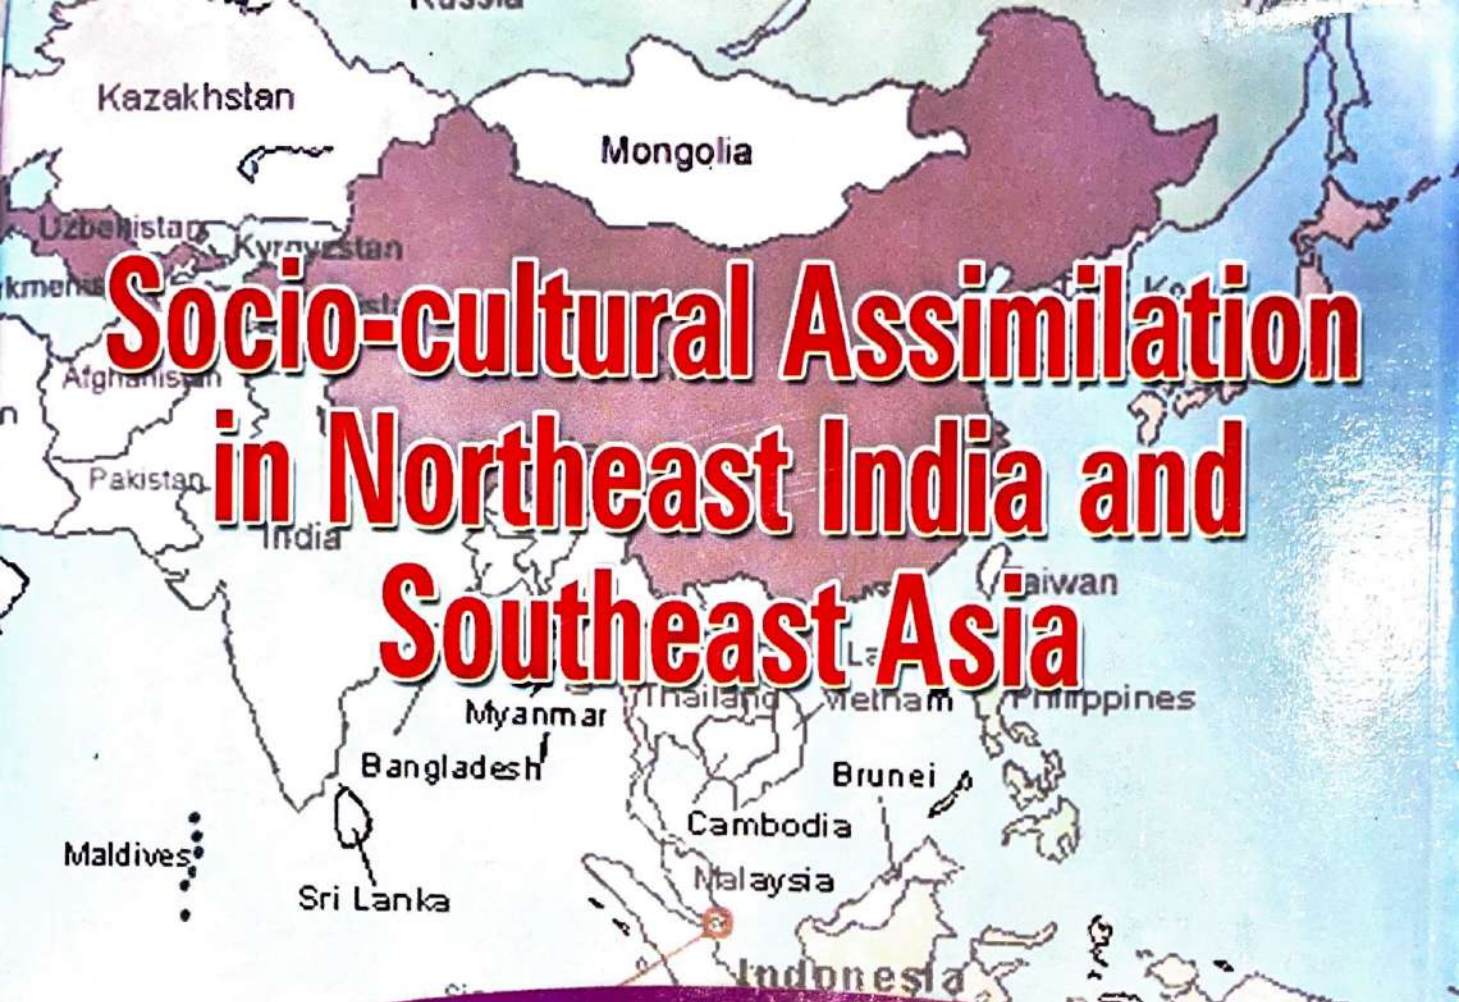 Russia
Kazakhstan
Mongolia
Uzbekistan
Kyrgyzstan
Socio-cultural Assimilation
Afghanistan
in Northeast India and
Pakistan
India
Taiwan
Southeast Asia
Thailand
Vietnam
Philippines
Myanmar
Bangladesh
Brunei
Cambodia
Maldives
Malaysia
Sri Lanka
Indonesia